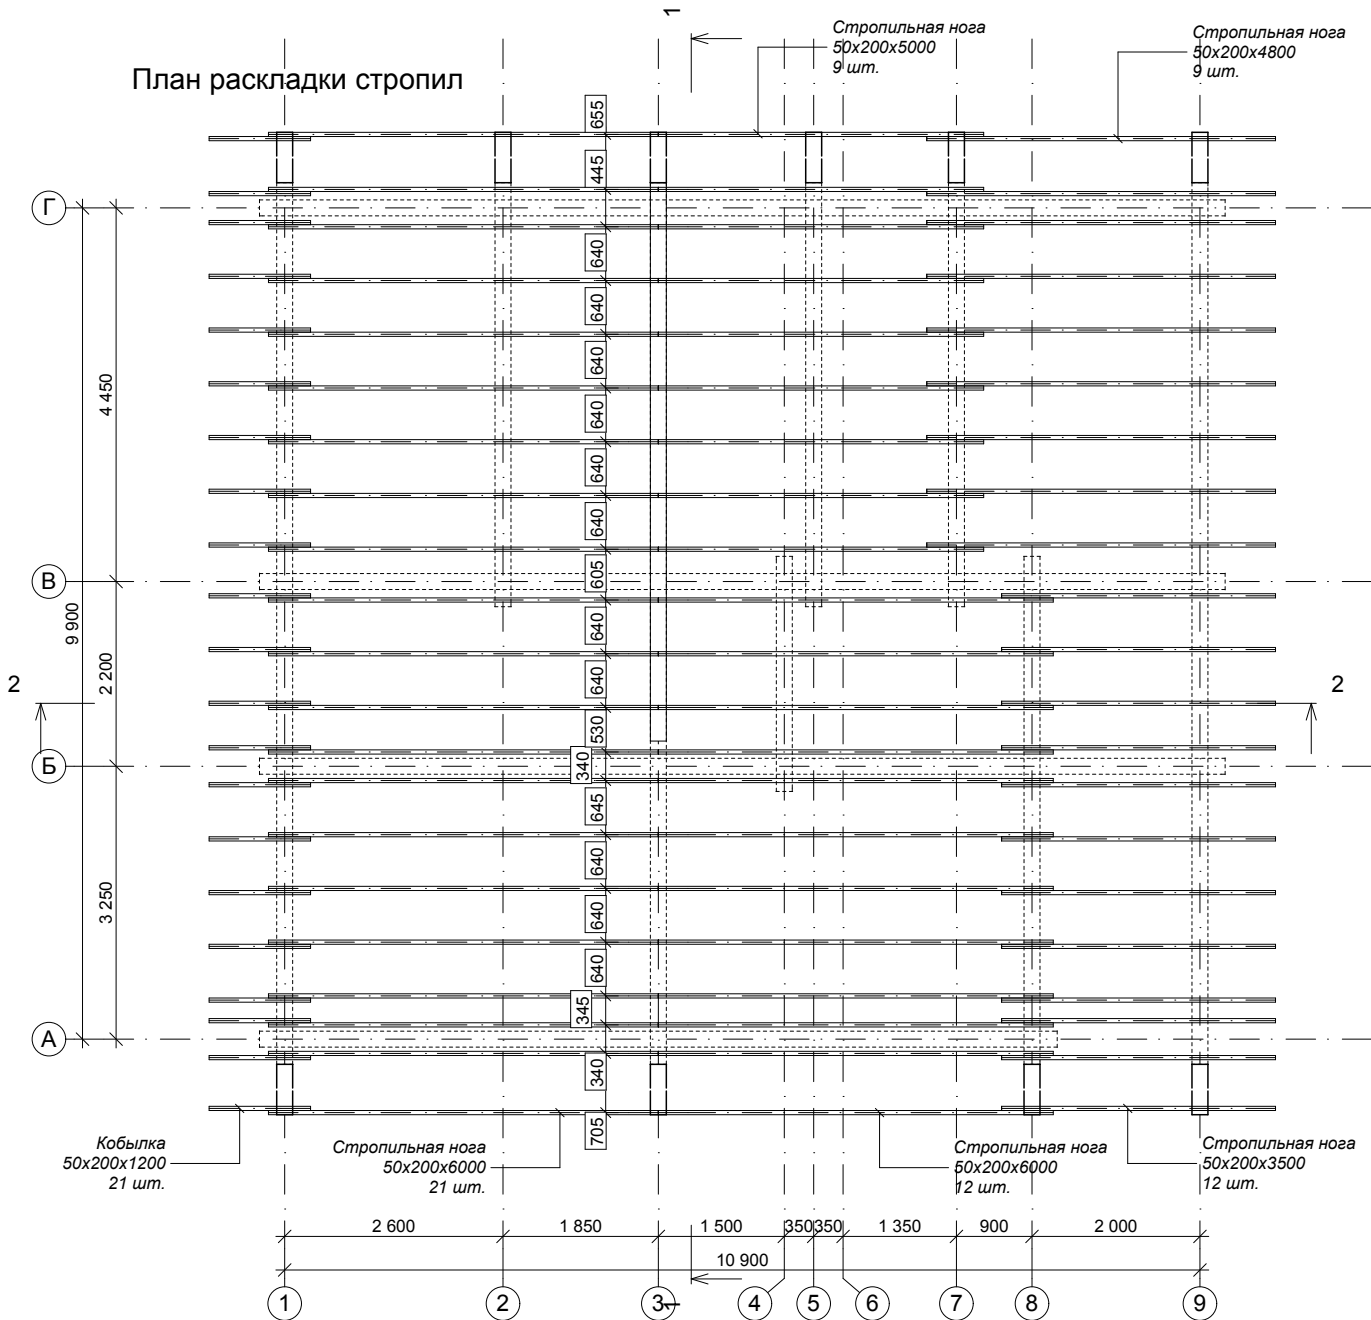 1
Стропильная нога
50х200х5000
9 шт.
Стропильная нога
50х200х4800
9 шт.
План раскладки стропил
655
445
640
640
640
640
640
640
605
640
640
530
340
645
640
640
640
345
340
705
Г
В
Б
А
4 450
2 200
3 250
9 900
2
2
Кобылка
50х200х1200
21 шт.
Стропильная нога
50х200х6000
21 шт.
Стропильная нога
50х200х6000
12 шт.
Стропильная нога
50х200х3500
12 шт.
2 600
1 850
1 500
350
350
1 350
900
2 000
10 900
1
1
2
3
4
5
6
7
8
9